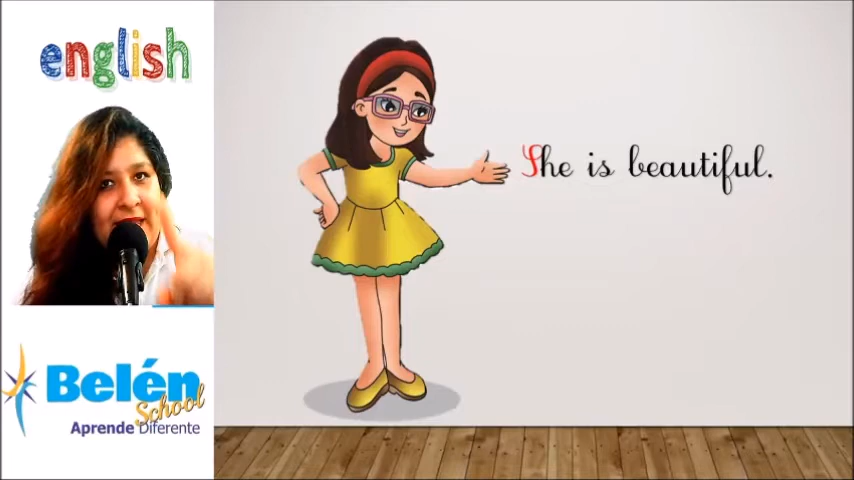 english
She is beautiful.
Belén
School
Aprende Diferente